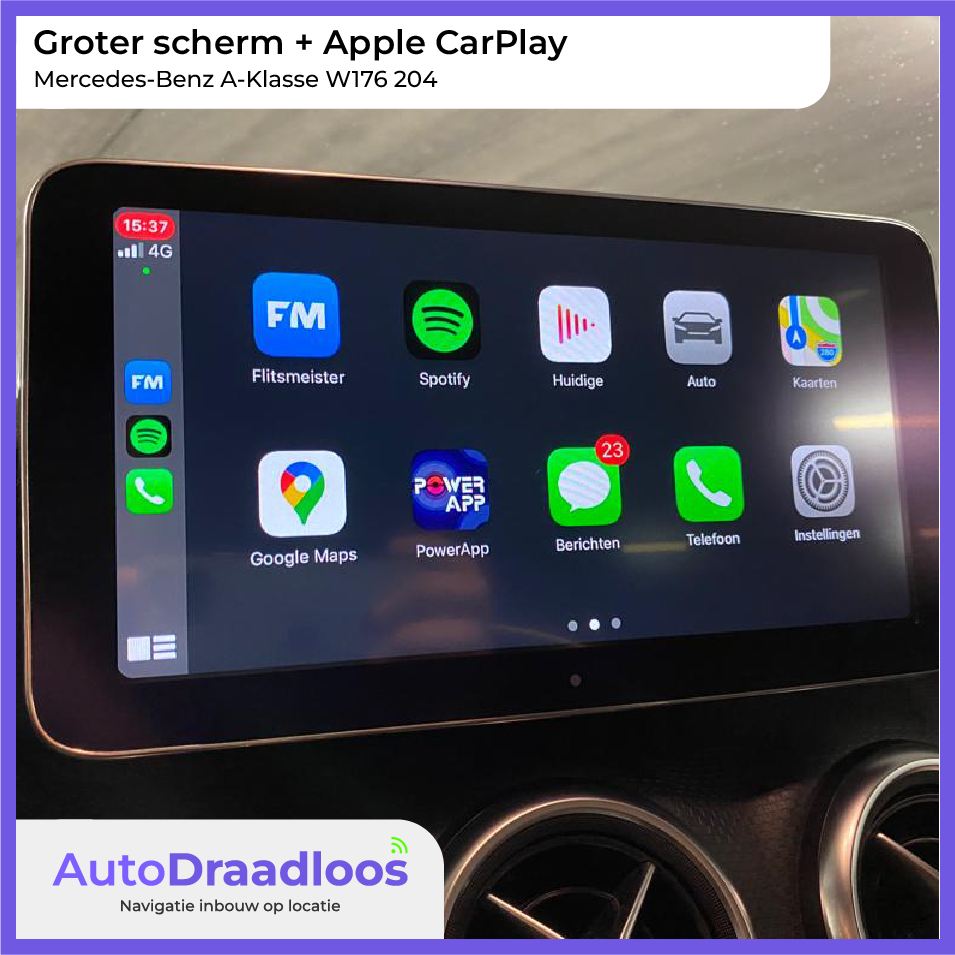 Groter scherm + Apple CarPlay
Mercedes-Benz A-Klasse W176 204
15:37
4G
FM
Flitsmeister
Spotify
Huidige
Auto
Kaarten
280
FM
Google Maps
POWER
APP
PowerApp
23
Berichten
Telefoon
Instellingen
AutoDraadloos
Navigatie inbouw op locatie